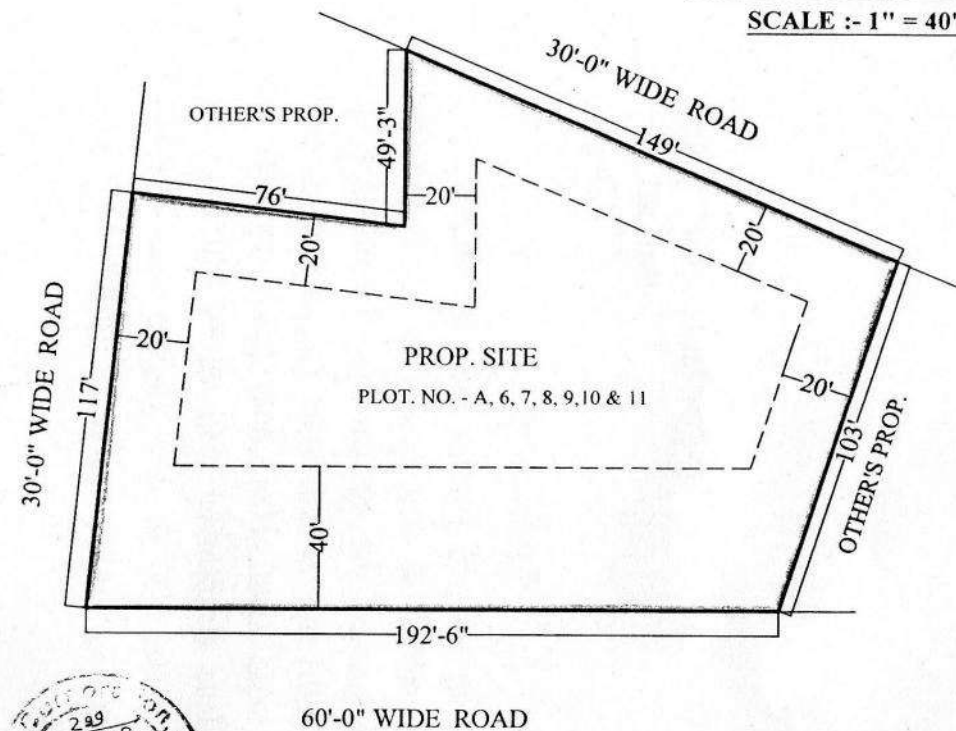 SCALE :- 1" = 40'
30'-0" WIDE ROAD
OTHER'S PROP.
49'-3"
149'
76'
20'
20'
20'
30'-0" WIDE ROAD
117'
20'
PROP. SITE
PLOT. NO. - A, 6, 7, 8, 9,10 & 11
20'
103'
OTHER'S PROP.
40'
192'-6"
299
60'-0" WIDE ROAD